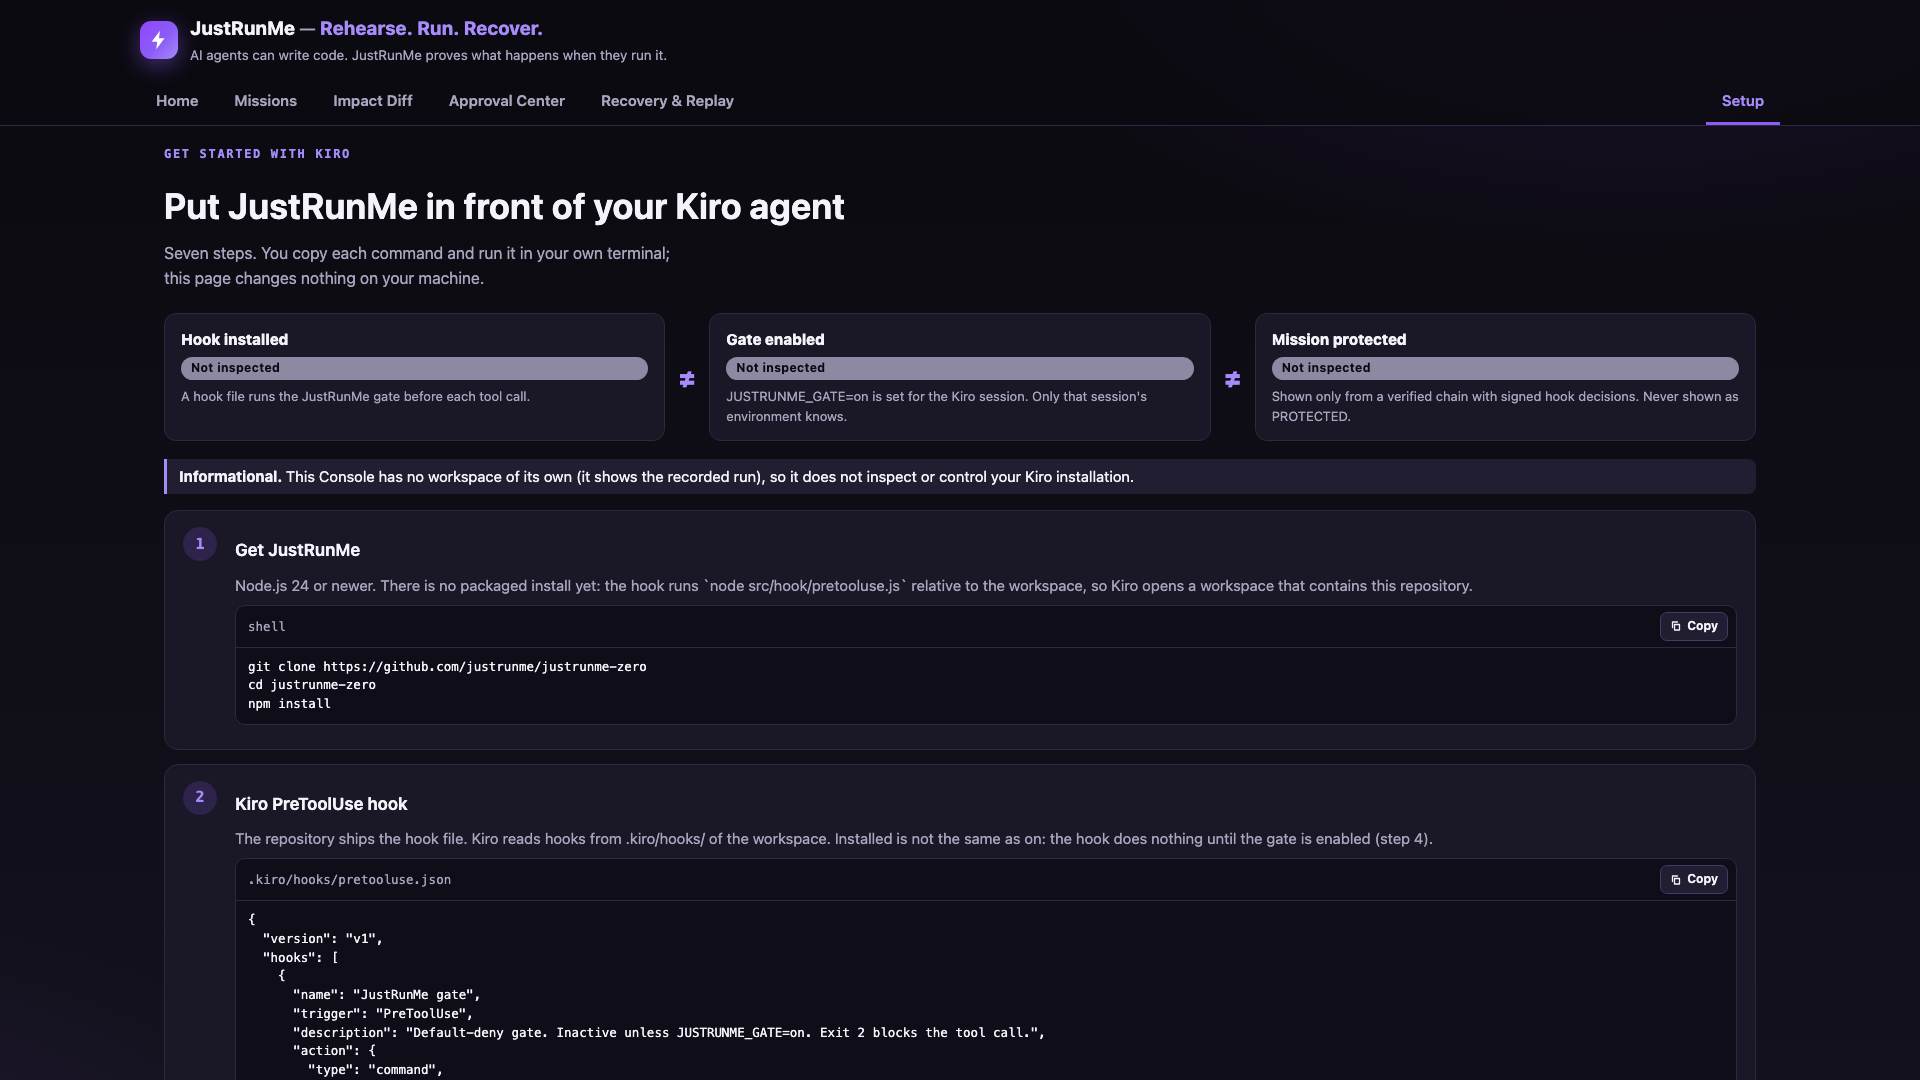 JustRunMe — Rehearse. Run. Recover.
AI agents can write code. JustRunMe proves what happens when they run it.
Home Missions Impact Diff Approval Center Recovery & Replay Setup
GET STARTED WITH KIRO
Put JustRunMe in front of your Kiro agent
Seven steps. You copy each command and run it in your own terminal;
this page changes nothing on your machine.
Hook installed
Not inspected
A hook file runs the JustRunMe gate before each tool call.
≠
Gate enabled
Not inspected
JUSTRUNME_GATE=on is set for the Kiro session. Only that session's
environment knows.
≠
Mission protected
Not inspected
Shown only from a verified chain with signed hook decisions. Never shown as
PROTECTED.
Informational. This Console has no workspace of its own (it shows the recorded run), so it does not inspect or control your Kiro installation.
1
Get JustRunMe
Node.js 24 or newer. There is no packaged install yet: the hook runs `node src/hook/pretooluse.js` relative to the workspace, so Kiro opens a workspace that contains this repository.
shell
Copy
git clone https://github.com/justrunme/justrunme-zero
cd justrunme-zero
npm install
2
Kiro PreToolUse hook
The repository ships the hook file. Kiro reads hooks from .kiro/hooks/ of the workspace. Installed is not the same as on: the hook does nothing until the gate is enabled (step 4).
.kiro/hooks/pretooluse.json
Copy
{
"version": "v1",
"hooks": [
{
"name": "JustRunMe gate",
"trigger": "PreToolUse",
"description": "Default-deny gate. Inactive unless JUSTRUNME_GATE=on. Exit 2 blocks the tool call.",
"action": {
"type": "command",